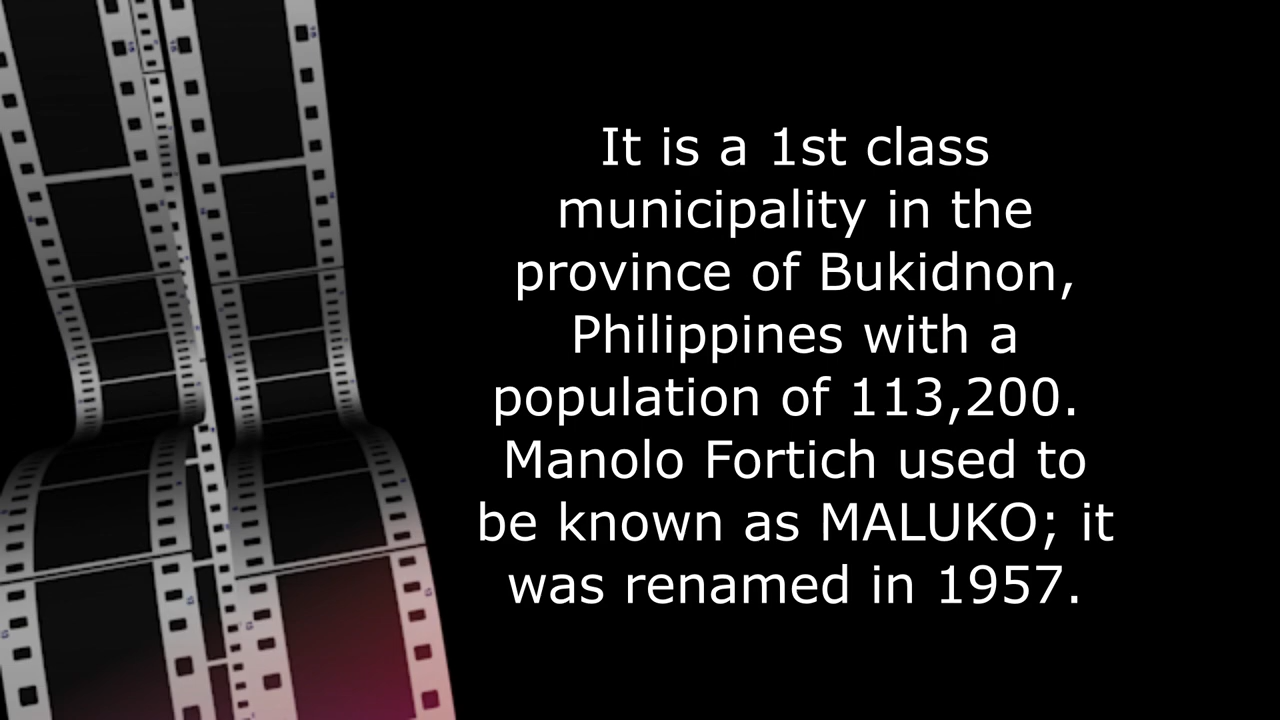 It is a 1st class
municipality in the
province of Bukidnon,
Philippines with a
population of 113,200.
Manolo Fortich used to
be known as MALUKO; it
was renamed in 1957.